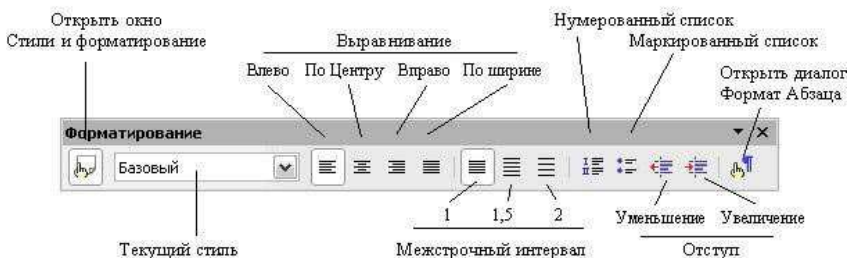 Открыть окно
Стили и форматирование
Выравнивание
Влево По Центру Вправо По ширине
Нумерованный список
Маркированный список
Открыть диалог
Формат Абзаца
Форматирование
Базовый
1 1,5 2
Уменьшение Увеличение
Текущий стиль
Межстрочный интервал
Отступ